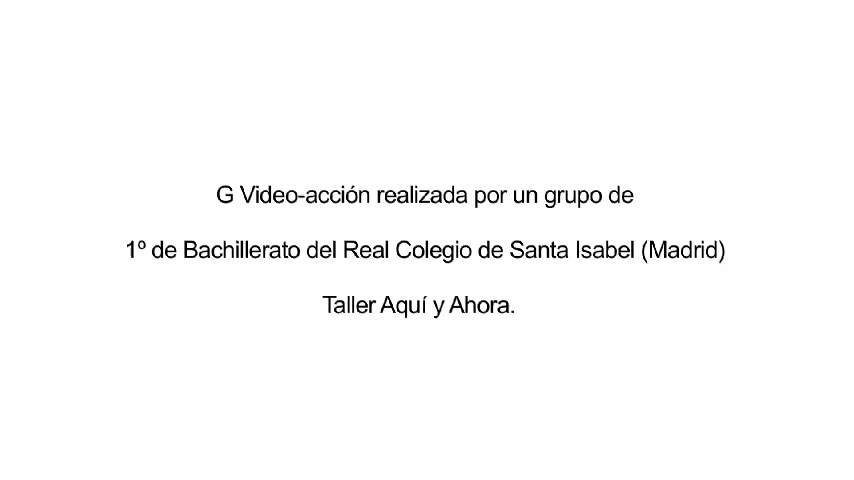 G Video-acción realizada por un grupo de
1º de Bachillerato del Real Colegio de Santa Isabel (Madrid)
Taller Aquí y Ahora.